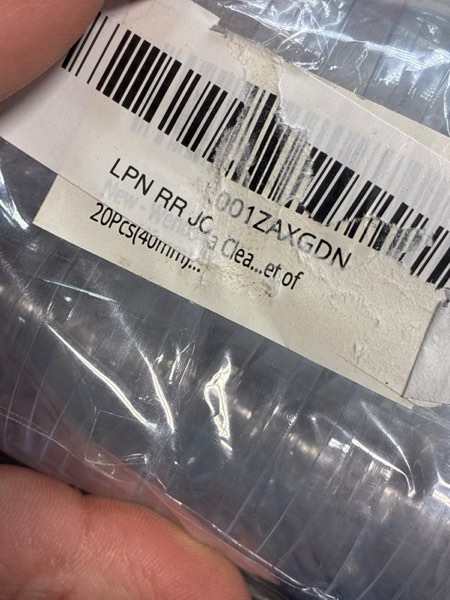 LPN RR JC 001ZAXGDN
New - Clea...et of
20Pcs(40mm)...